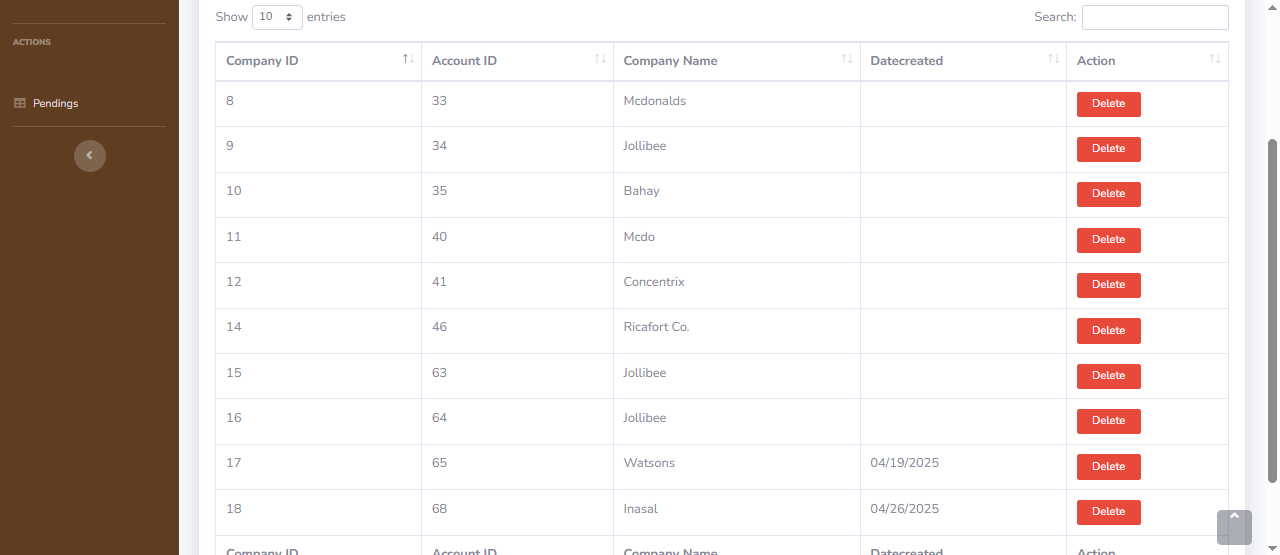 Show 10 entries Search:
ACTIONS
Company ID Account ID Company Name Datecreated Action
8 33 Mcdonalds Delete
Pendings
9 34 Jollibee Delete
10 35 Bahay Delete
11 40 Mcdo Delete
12 41 Concentrix Delete
14 46 Ricafort Co. Delete
15 63 Jollibee Delete
16 64 Jollibee Delete
17 65 Watsons 04/19/2025 Delete
18 68 Inasal 04/26/2025 Delete
Company ID Account ID Company Name Datecreated Action